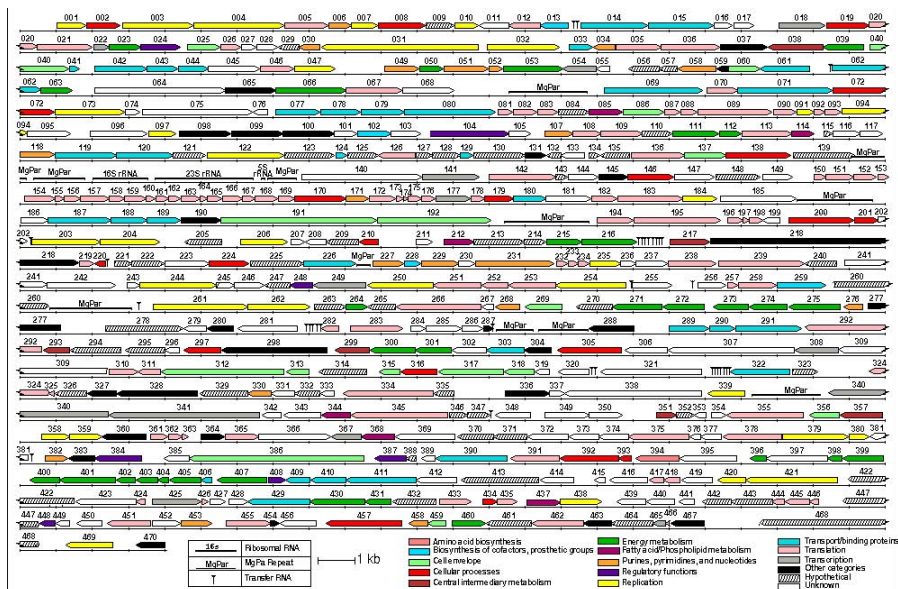 001 002 003 004 005 006 007 008 009 010 011 012 013 014 015 016 017 018 019 020
020 021 022 023 024 025 026 027 028 029 030 031 032 033 034 035 036 037 038 039 040
040 041 042 043 044 045 046 047 049 050 051 052 053 054 055 056 057 058 059 060 061 062
062 063 064 065 066 067 068 MgPar 069 070 071 072
072 073 074 075 076 077 078 079 080 081 082 083 084 085 086 087 088 089 090 091 092 093 094
094 095 096 097 098 099 100 101 102 103 104 105 107 108 109 110 111 112 113 114 115 116 117
118 119 120 121 122 123 124 125 126 127 128 129 130 131 132 133 134 135 136 137 138 139 MgPar
MgPar MgPar 16S rRNA 23S rRNA 5S rRNA MgPar 140 141 142 143 144 145 146 147 148 149 150 151 152 153
154 155 156 157 158 159 160 161 162 163 164 165 166 167 168 169 170 171 172 173 174 175 176 177 178 179 180 181 182 183 184 185 MgPar
186 187 188 189 190 191 192 MgPar 194 195 196 197 198 199 200 201 202
202 203 204 205 206 207 208 209 210 211 212 213 214 215 216 217 218
218 219 220 221 222 223 224 225 226 MgPar 227 228 229 230 231 232 233 234 235 236 237 238 239 240 241
241 242 243 244 245 246 247 248 249 250 251 252 253 254 255 256 257 258 259 260
260 MgPar 261 262 263 264 265 266 267 268 269 270 271 272 273 274 275 276 277
277 278 279 280 281 282 283 284 285 286 287 MgPar MgPar 288 289 290 291 292
292 293 294 295 296 297 298 299 300 301 302 303 304 305 306 307 308 309
309 310 311 312 313 314 315 316 317 318 319 320 321 322 323 324
324 325 326 327 328 329 330 331 332 333 334 335 336 337 338 339 MgPar 340
340 341 342 343 344 345 346 347 348 349 350 351 352 353 354 355 356 357
358 359 360 361 362 363 364 365 366 367 368 369 370 371 372 373 374 375 376 377 378 379 380 381
381 382 383 384 385 386 387 388 389 390 391 392 393 394 395 396 397 398 399
400 401 402 403 404 405 406 407 408 409 410 411 412 413 414 415 416 417 418 419 420 421 422
422 423 424 425 426 427 428 429 430 431 432 433 434 435 437 438 439 440 441 442 443 444 445 446 447
447 448 449 450 451 452 453 455 454 456 457 458 459 460 461 462 463 464 465 466 467 468
468 469 470
16s Ribosomal RNA
MgPar MgPa Repeat
Transfer RNA
1 kb
Amino acid biosynthesis
Biosynthesis of cofactors, prosthetic groups
Cell envelope
Cellular processes
Central intermediary metabolism
Energy metabolism
Fatty acid/Phospholipid metabolism
Purines, pyrimidines, and nucleotides
Regulatory functions
Replication
Transport/binding proteins
Translation
Transcription
Other categories
Hypothetical
Unknown